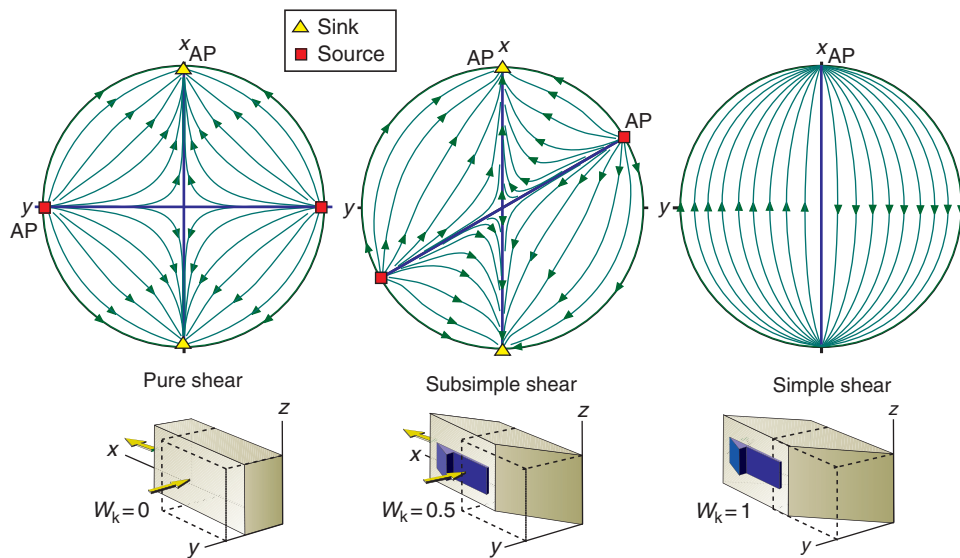 Sink
Source
x AP
y
AP
AP x
AP
y
x AP
y
Pure shear
Subsimple shear
Simple shear
z
x
Wk = 0
y
z
x
Wk = 0.5
y
z
Wk = 1
y